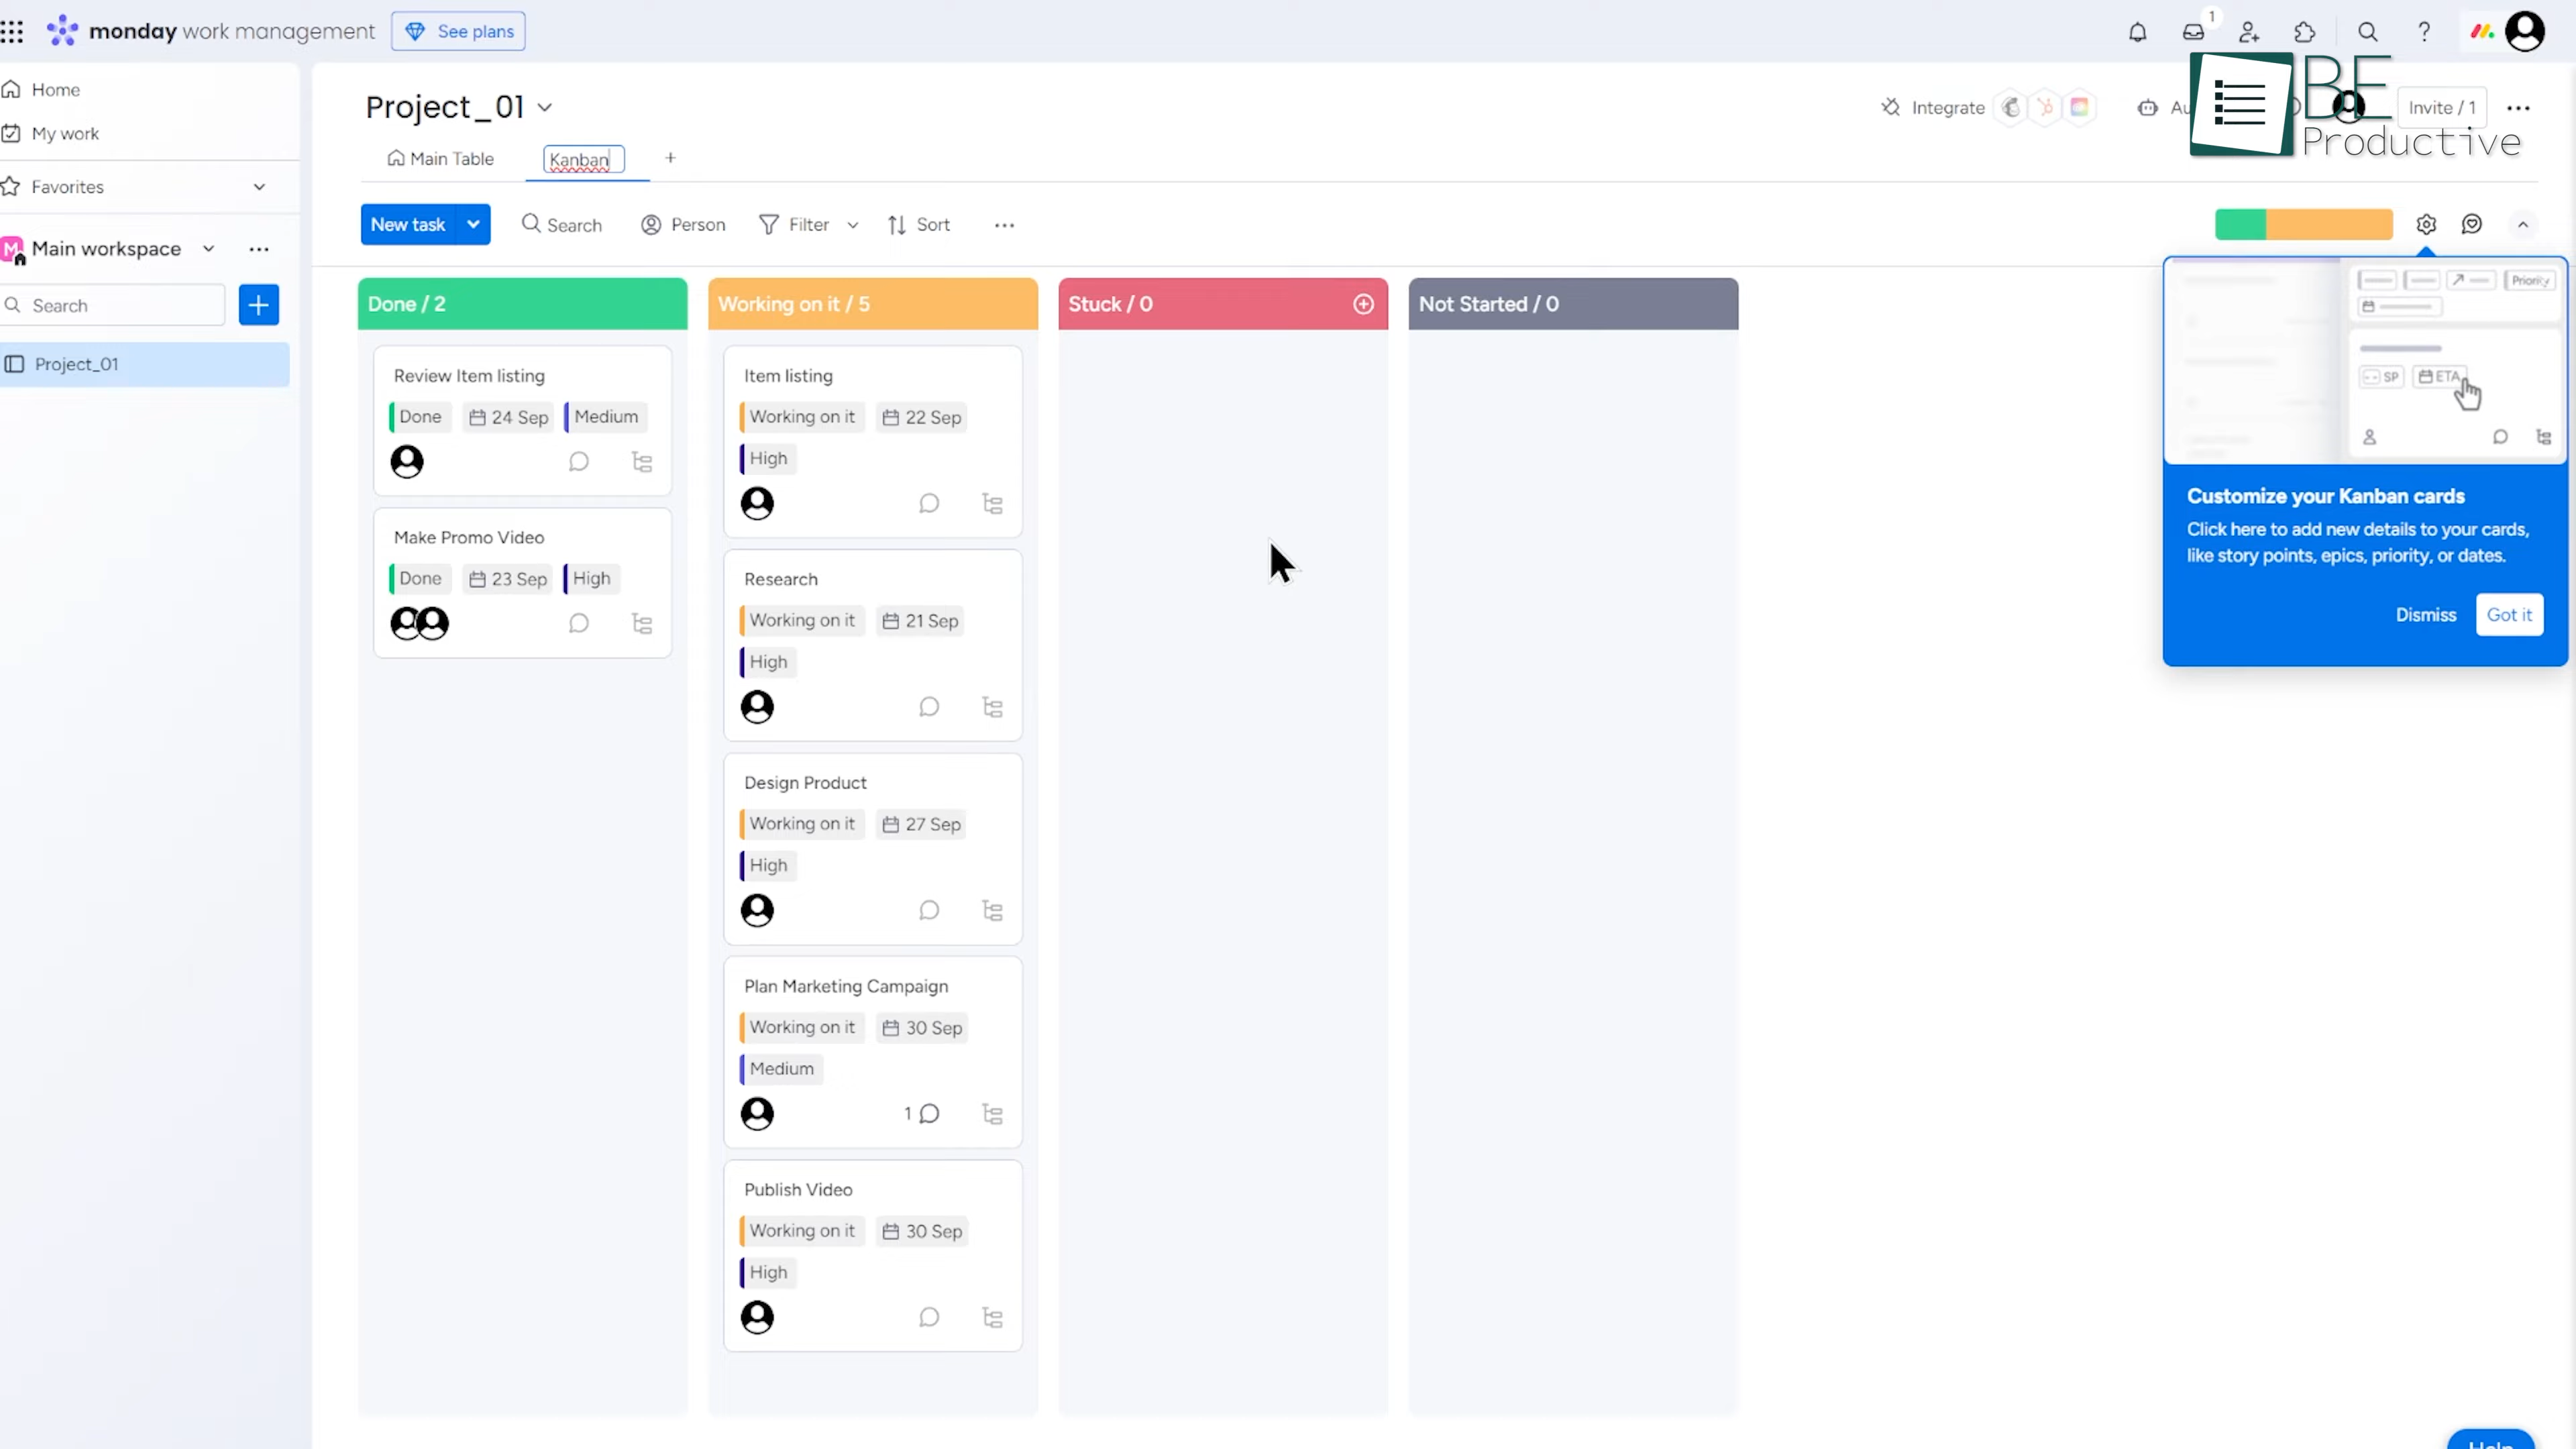 monday work management
See plans
1
Home
My work
Favorites
M
Main workspace
Search
Project_01
Project_01
Integrate
Invite / 1
BE
Productive
Main Table
Kanban
New task
Search
Person
Filter
Sort
Done / 2
Review Item listing
Done
24 Sep
Medium
Make Promo Video
Done
23 Sep
High
Working on it / 5
Item listing
Working on it
22 Sep
High
Research
Working on it
21 Sep
High
Design Product
Working on it
27 Sep
High
Plan Marketing Campaign
Working on it
30 Sep
Medium
1
Publish Video
Working on it
30 Sep
High
Stuck / 0
Not Started / 0
Priority
SP
ETA
Customize your Kanban cards
Click here to add new details to your cards,
like story points, epics, priority, or dates.
Dismiss
Got it
Help